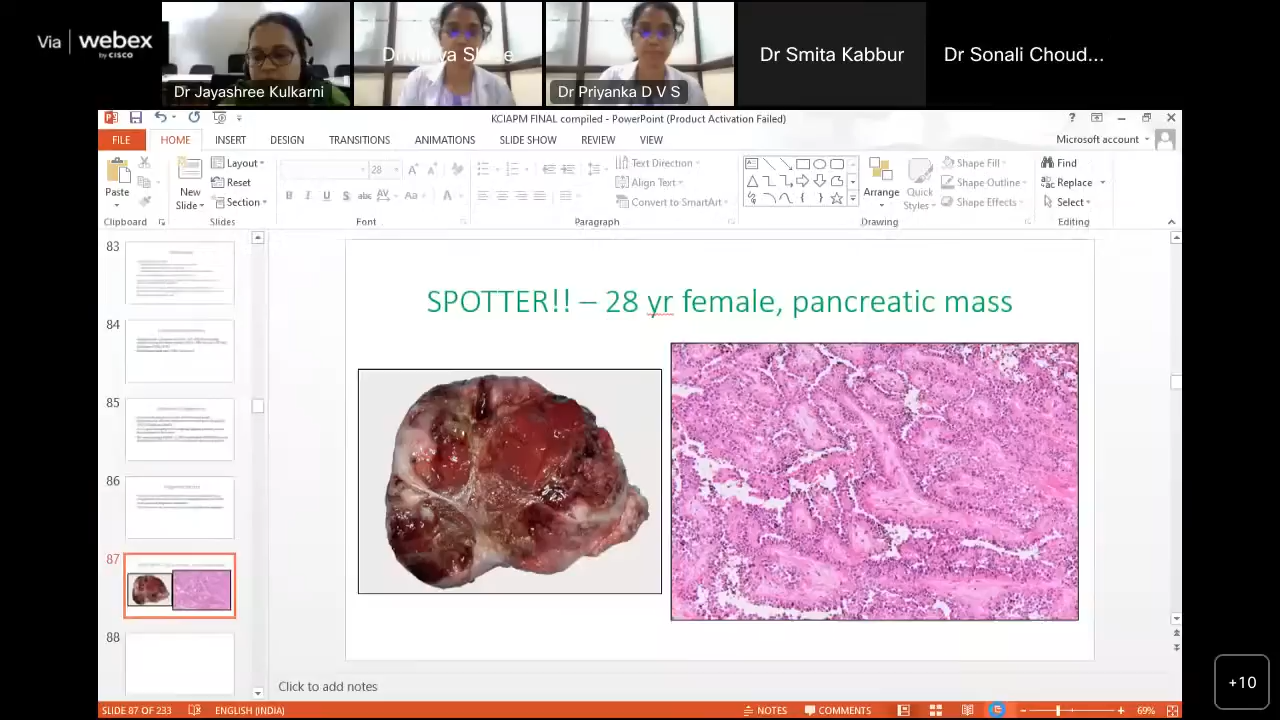 Via webex
by CISCO
Dr Jayashree Kulkarni
Dr Priyanka D V S
Dr Smita Kabbur
Dr Sonali Choud...
KCIAPM FINAL compiled - PowerPoint (Product Activation Failed)
FILE HOME INSERT DESIGN TRANSITIONS ANIMATIONS SLIDE SHOW REVIEW VIEW
Microsoft account
Paste
New Slide
Layout
Reset
Section
28
B I U S abc AV Aa A
Text Direction
Align Text
Convert to SmartArt
Arrange
Quick Styles
Shape Fill
Shape Outline
Shape Effects
Find
Replace
Select
Clipboard Slides Font Paragraph Drawing Editing
83
84
85
86
87
88
SPOTTER!! – 28 yr female, pancreatic mass
Click to add notes
SLIDE 87 OF 233 ENGLISH (INDIA) NOTES COMMENTS 69%
+10